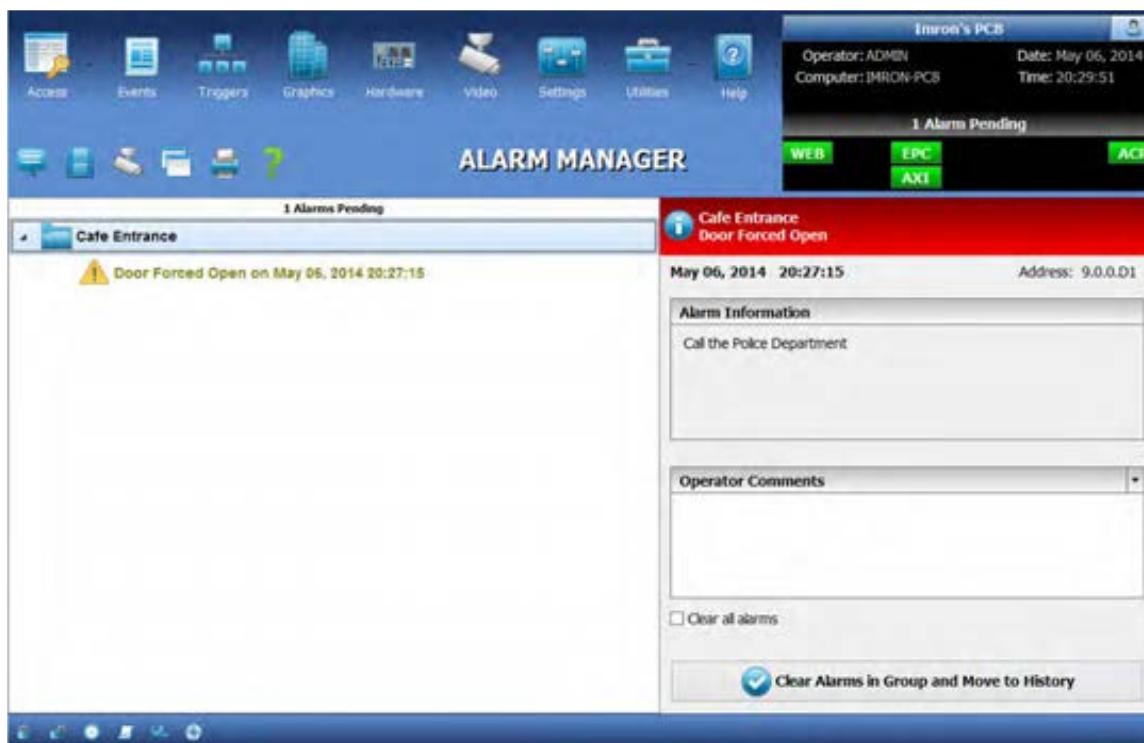 Access Events Triggers Graphics Hardware Video Settings Utilities Help
Imron's PC8
Operator: ADMIN Date: May 06, 2014
Computer: IMRON-PC8 Time: 20:29:51
1 Alarm Pending
WEB EPC ACP
AXI
ALARM MANAGER
1 Alarms Pending
Cafe Entrance
Door Forced Open on May 06, 2014 20:27:15
Cafe Entrance
Door Forced Open
May 06, 2014 20:27:15 Address: 9.0.0.D1
Alarm Information
Call the Police Department
Operator Comments
Clear all alarms
Clear Alarms in Group and Move to History